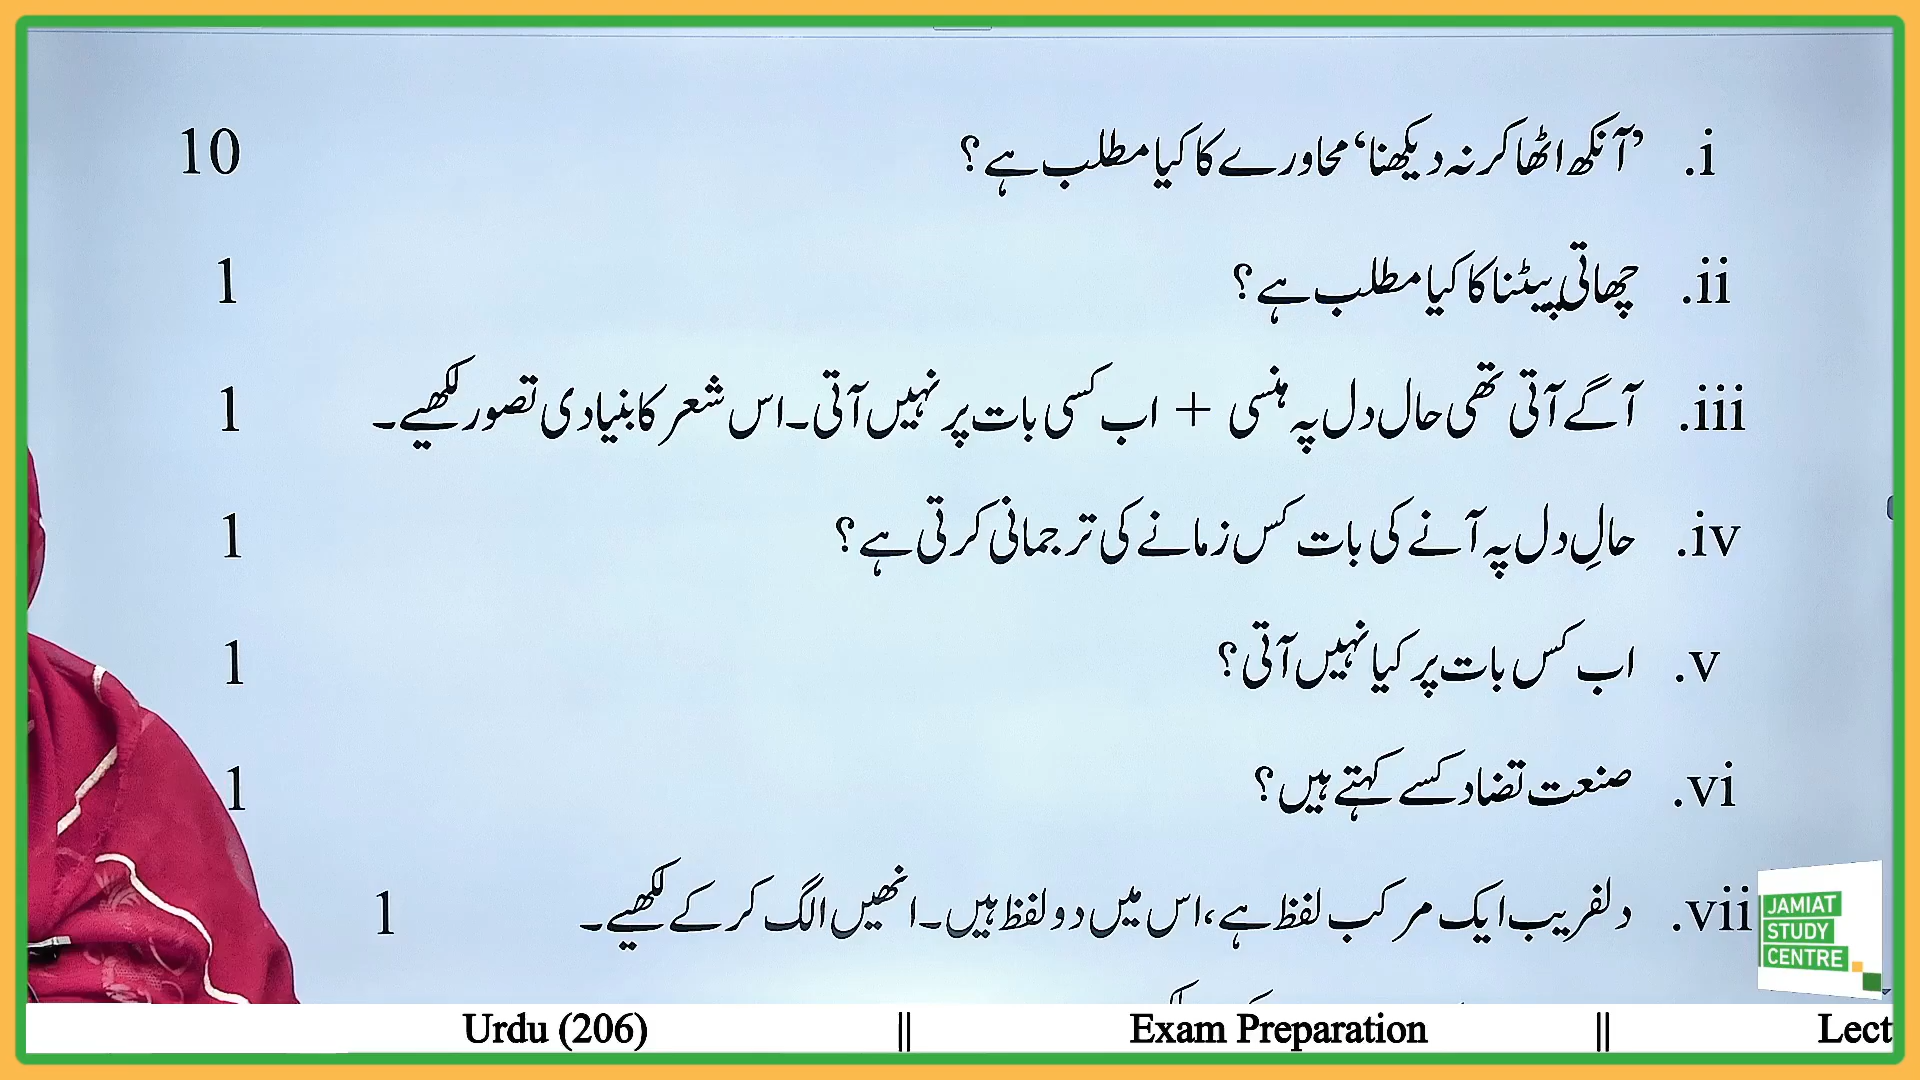 i. ’آنکھ اٹھا کر نہ دیکھنا‘ محاورے کا کیا مطلب ہے؟ 10
ii. چھاتی پیٹنا کا کیا مطلب ہے؟ 1
iii. آگے آتی تھی حال دل پہ ہنسی + اب کسی بات پر نہیں آتی۔ اس شعر کا بنیادی تصور لکھیے۔ 1
iv. حالِ دل پہ آنے کی بات کس زمانے کی ترجمانی کرتی ہے؟ 1
v. اب کس بات پر کیا نہیں آتی؟ 1
vi. صنعت تضاد کسے کہتے ہیں؟ 1
vii. دلفریب ایک مرکب لفظ ہے، اس میں دو لفظ ہیں۔ انھیں الگ کر کے لکھیے۔ 1
JAMIAT
STUDY
CENTRE
Urdu (206) || Exam Preparation || Lect